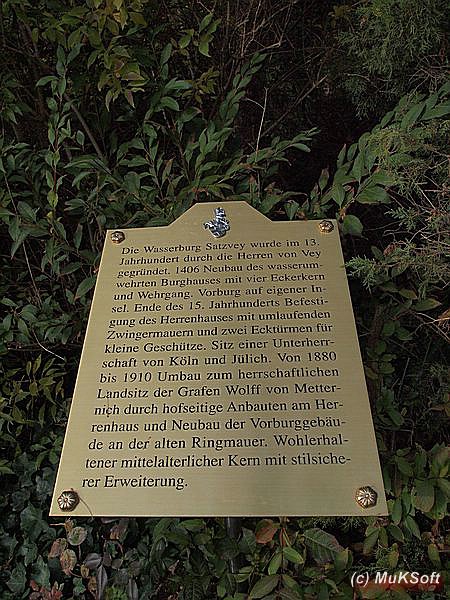 Die Wasserburg Satzvey wurde im 13.
Jahrhundert durch die Herren von Vey
gegründet. 1406 Neubau des wasserum-
wehrten Burghauses mit vier Eckerkern
und Wehrgang. Vorburg auf eigener In-
sel. Ende des 15. Jahrhunderts Befesti-
gung des Herrenhauses mit umlaufenden
Zwingermauern und zwei Ecktürmen für
kleine Geschütze. Sitz einer Unterherr-
schaft von Köln und Jülich. Von 1880
bis 1910 Umbau zum herrschaftlichen
Landsitz der Grafen Wolff von Metter-
nich durch hofseitige Anbauten am Her-
renhaus und Neubau der Vorburggebäu-
de an der alten Ringmauer. Wohlerhal-
tener mittelalterlicher Kern mit stilsiche-
rer Erweiterung.
(c) MuKSoft